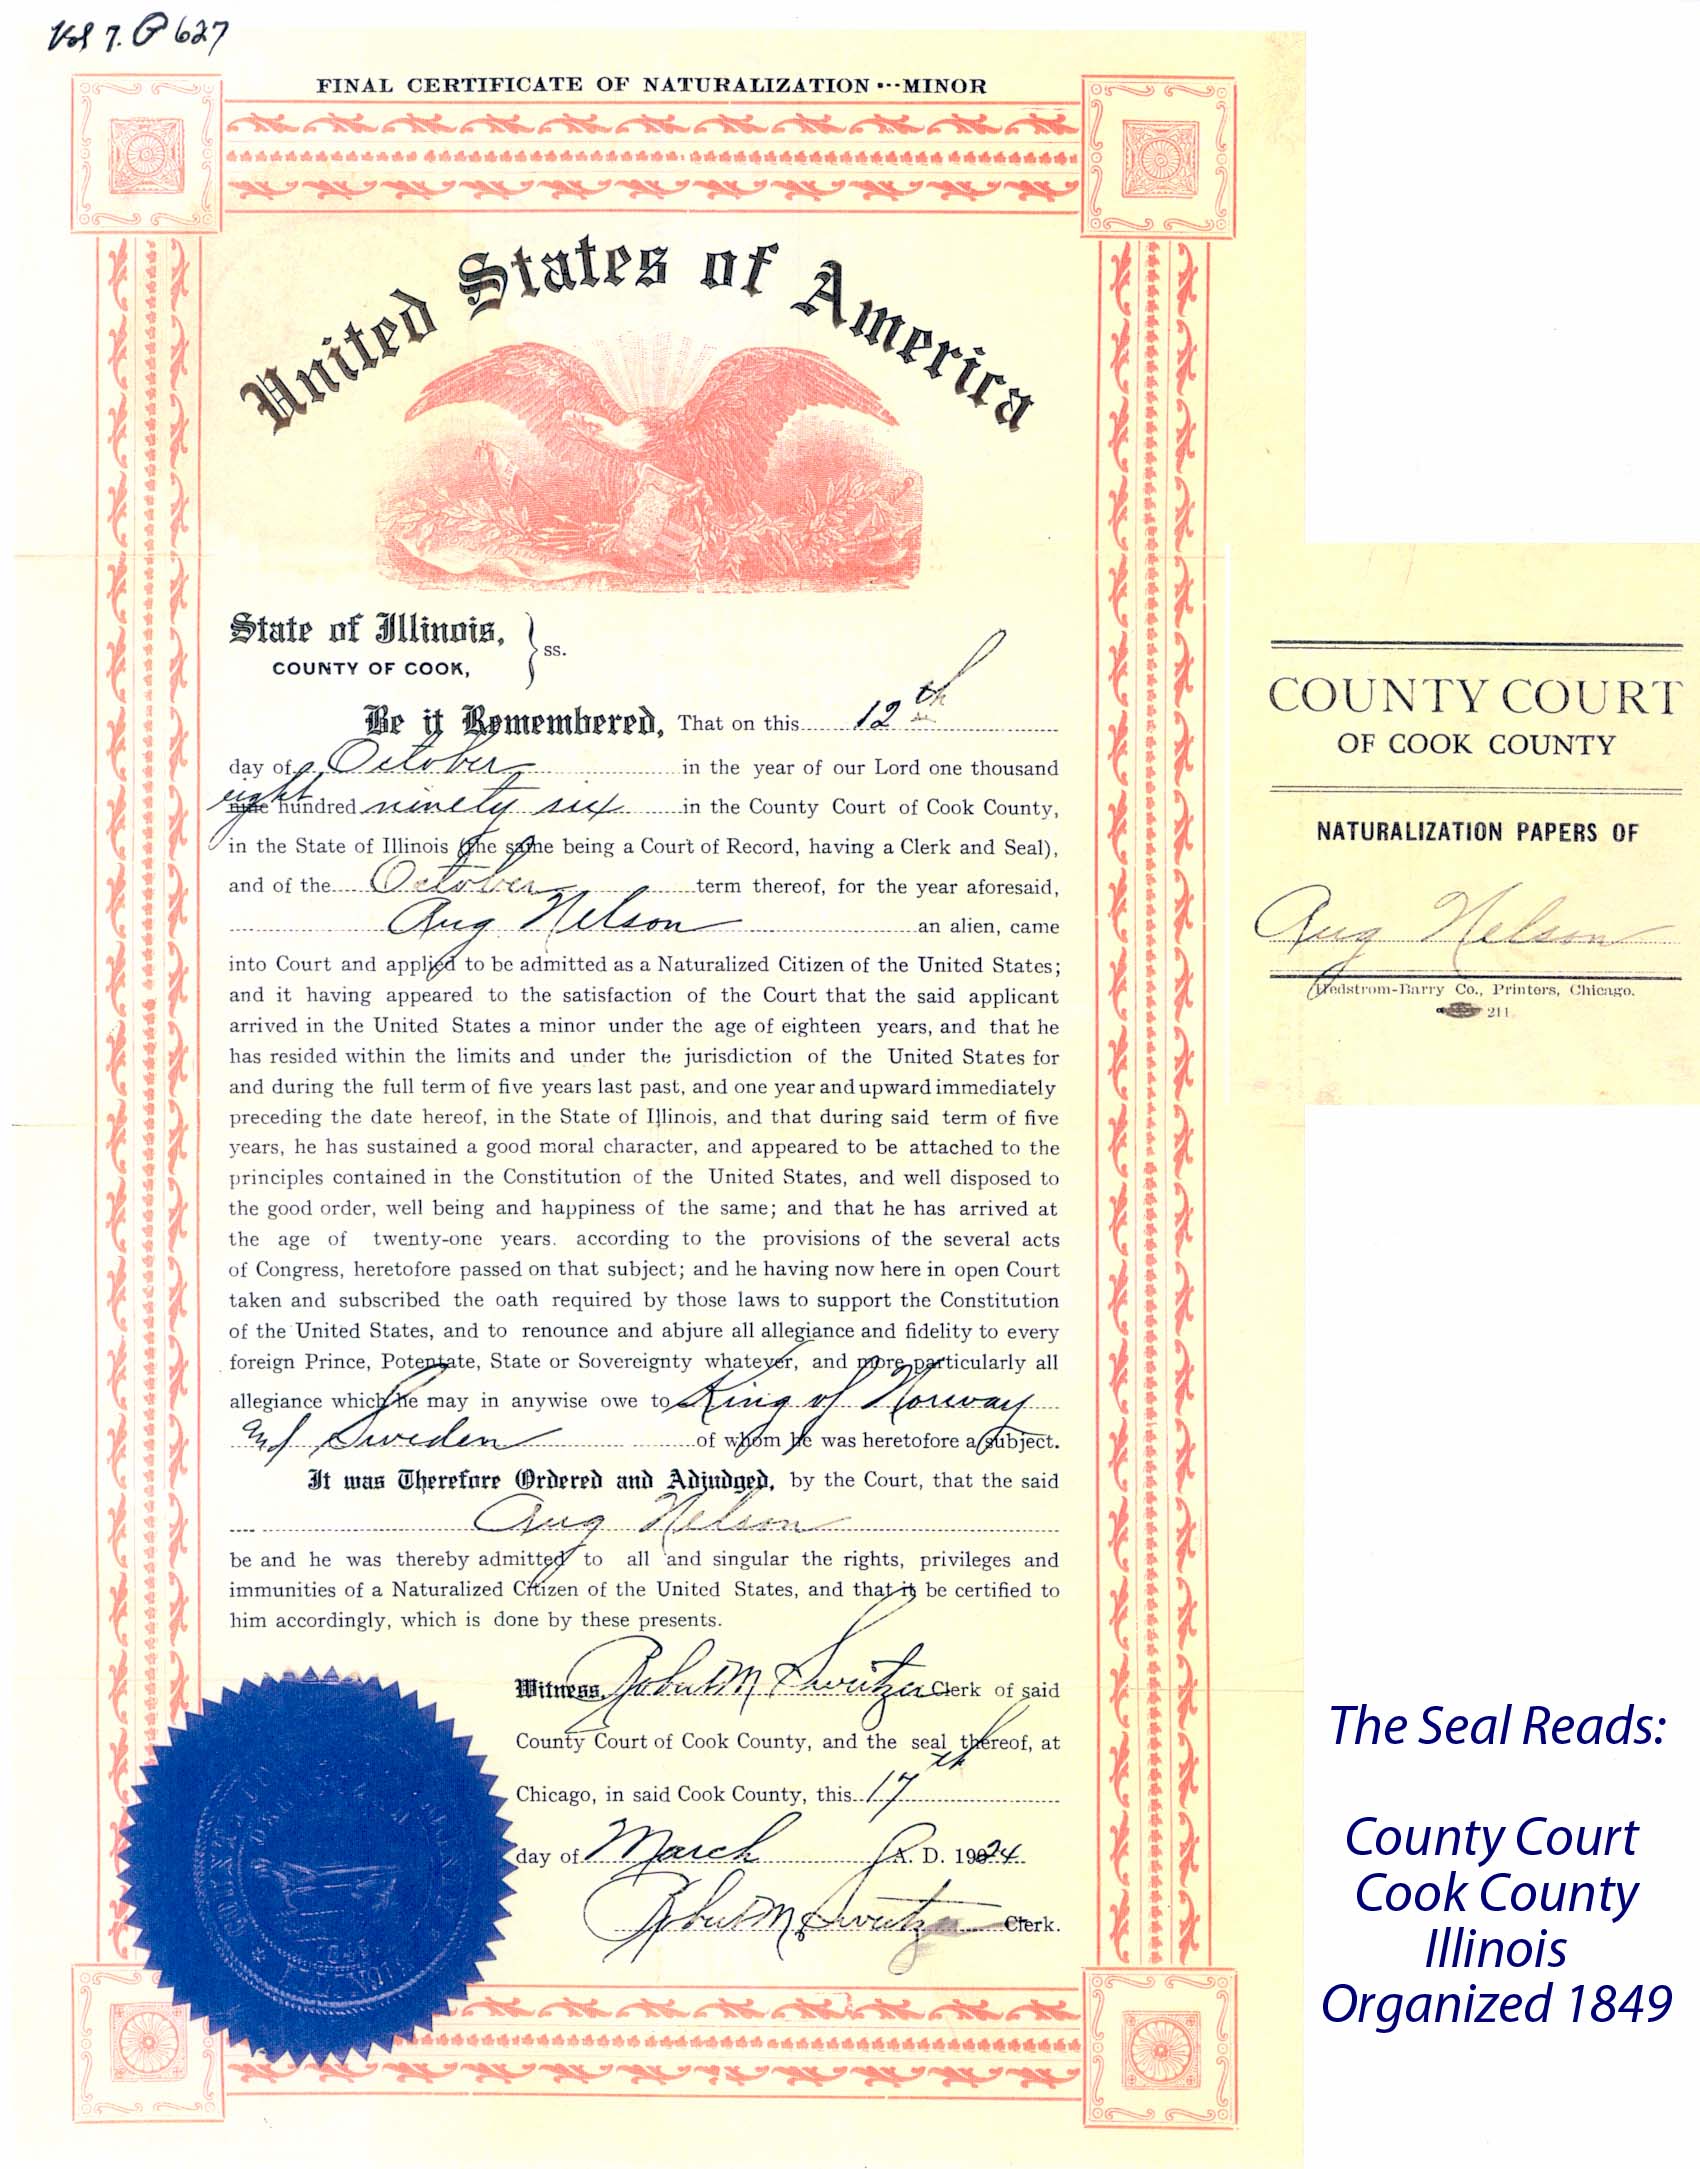 Vol 7. P 627
FINAL CERTIFICATE OF NATURALIZATION---MINOR
United States of America
State of Illinois,
COUNTY OF COOK,
} ss.
Be it Remembered, That on this 12th
day of October in the year of our Lord one thousand
nine eight hundred ninety six in the County Court of Cook County,
in the State of Illinois (the same being a Court of Record, having a Clerk and Seal),
and of the October term thereof, for the year aforesaid,
Aug Nelson an alien, came
into Court and applied to be admitted as a Naturalized Citizen of the United States;
and it having appeared to the satisfaction of the Court that the said applicant
arrived in the United States a minor under the age of eighteen years, and that he
has resided within the limits and under the jurisdiction of the United States for
and during the full term of five years last past, and one year and upward immediately
preceding the date hereof, in the State of Illinois, and that during said term of five
years, he has sustained a good moral character, and appeared to be attached to the
principles contained in the Constitution of the United States, and well disposed to
the good order, well being and happiness of the same; and that he has arrived at
the age of twenty-one years. according to the provisions of the several acts
of Congress, heretofore passed on that subject; and he having now here in open Court
taken and subscribed the oath required by those laws to support the Constitution
of the United States, and to renounce and abjure all allegiance and fidelity to every
foreign Prince, Potentate, State or Sovereignty whatever, and more particularly all
allegiance which he may in anywise owe to King of Norway
and Sweden of whom he was heretofore a subject.
It was Therefore Ordered and Adjudged, by the Court, that the said
Aug Nelson
be and he was thereby admitted to all and singular the rights, privileges and
immunities of a Naturalized Citizen of the United States, and that it be certified to
him accordingly, which is done by these presents.
Witness, Robert M Sweitzer Clerk of said
County Court of Cook County, and the seal thereof, at
Chicago, in said Cook County, this 17th
day of March A. D. 1924
Robert M Sweitzer Clerk.
COUNTY COURT
OF COOK COUNTY
NATURALIZATION PAPERS OF
Aug Nelson
Hedstrom-Barry Co., Printers, Chicago.
211
The Seal Reads:
County Court
Cook County
Illinois
Organized 1849